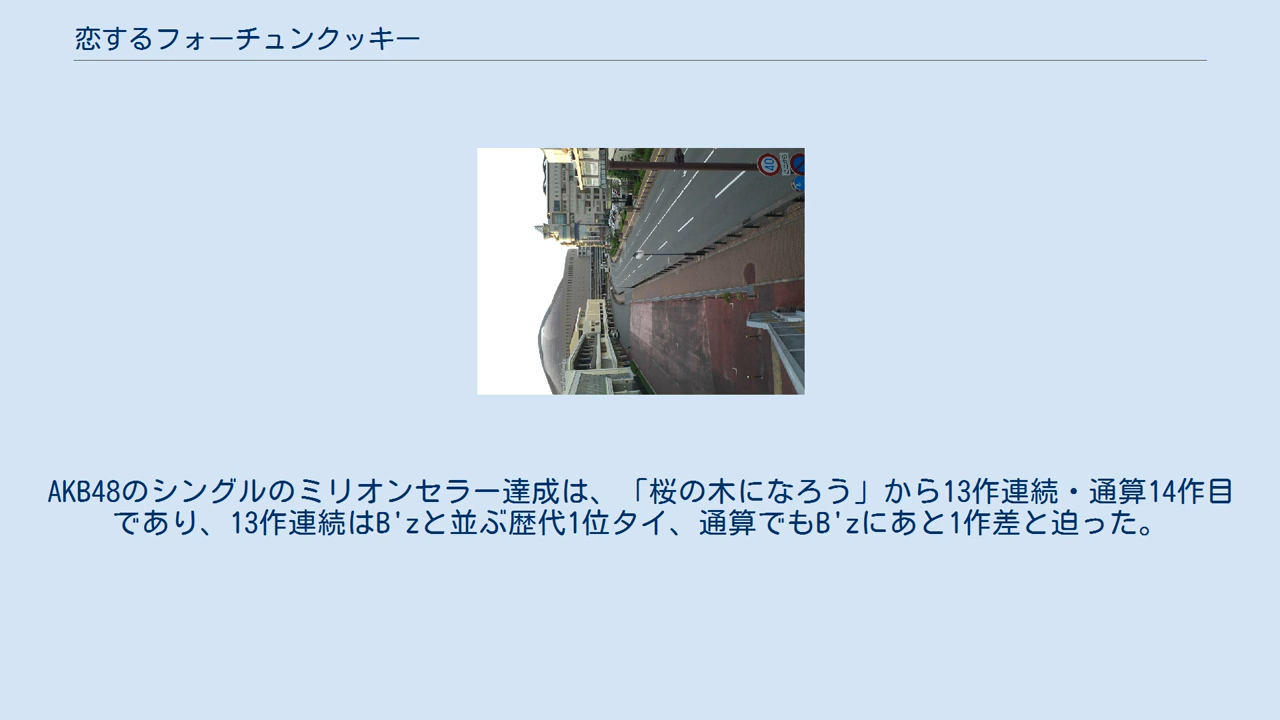 恋するフォーチュンクッキー
40
AKB48のシングルのミリオンセラー達成は、「桜の木になろう」から13作連続・通算14作目
であり、13作連続はB'zと並ぶ歴代1位タイ、通算でもB'zにあと1作差と迫った。